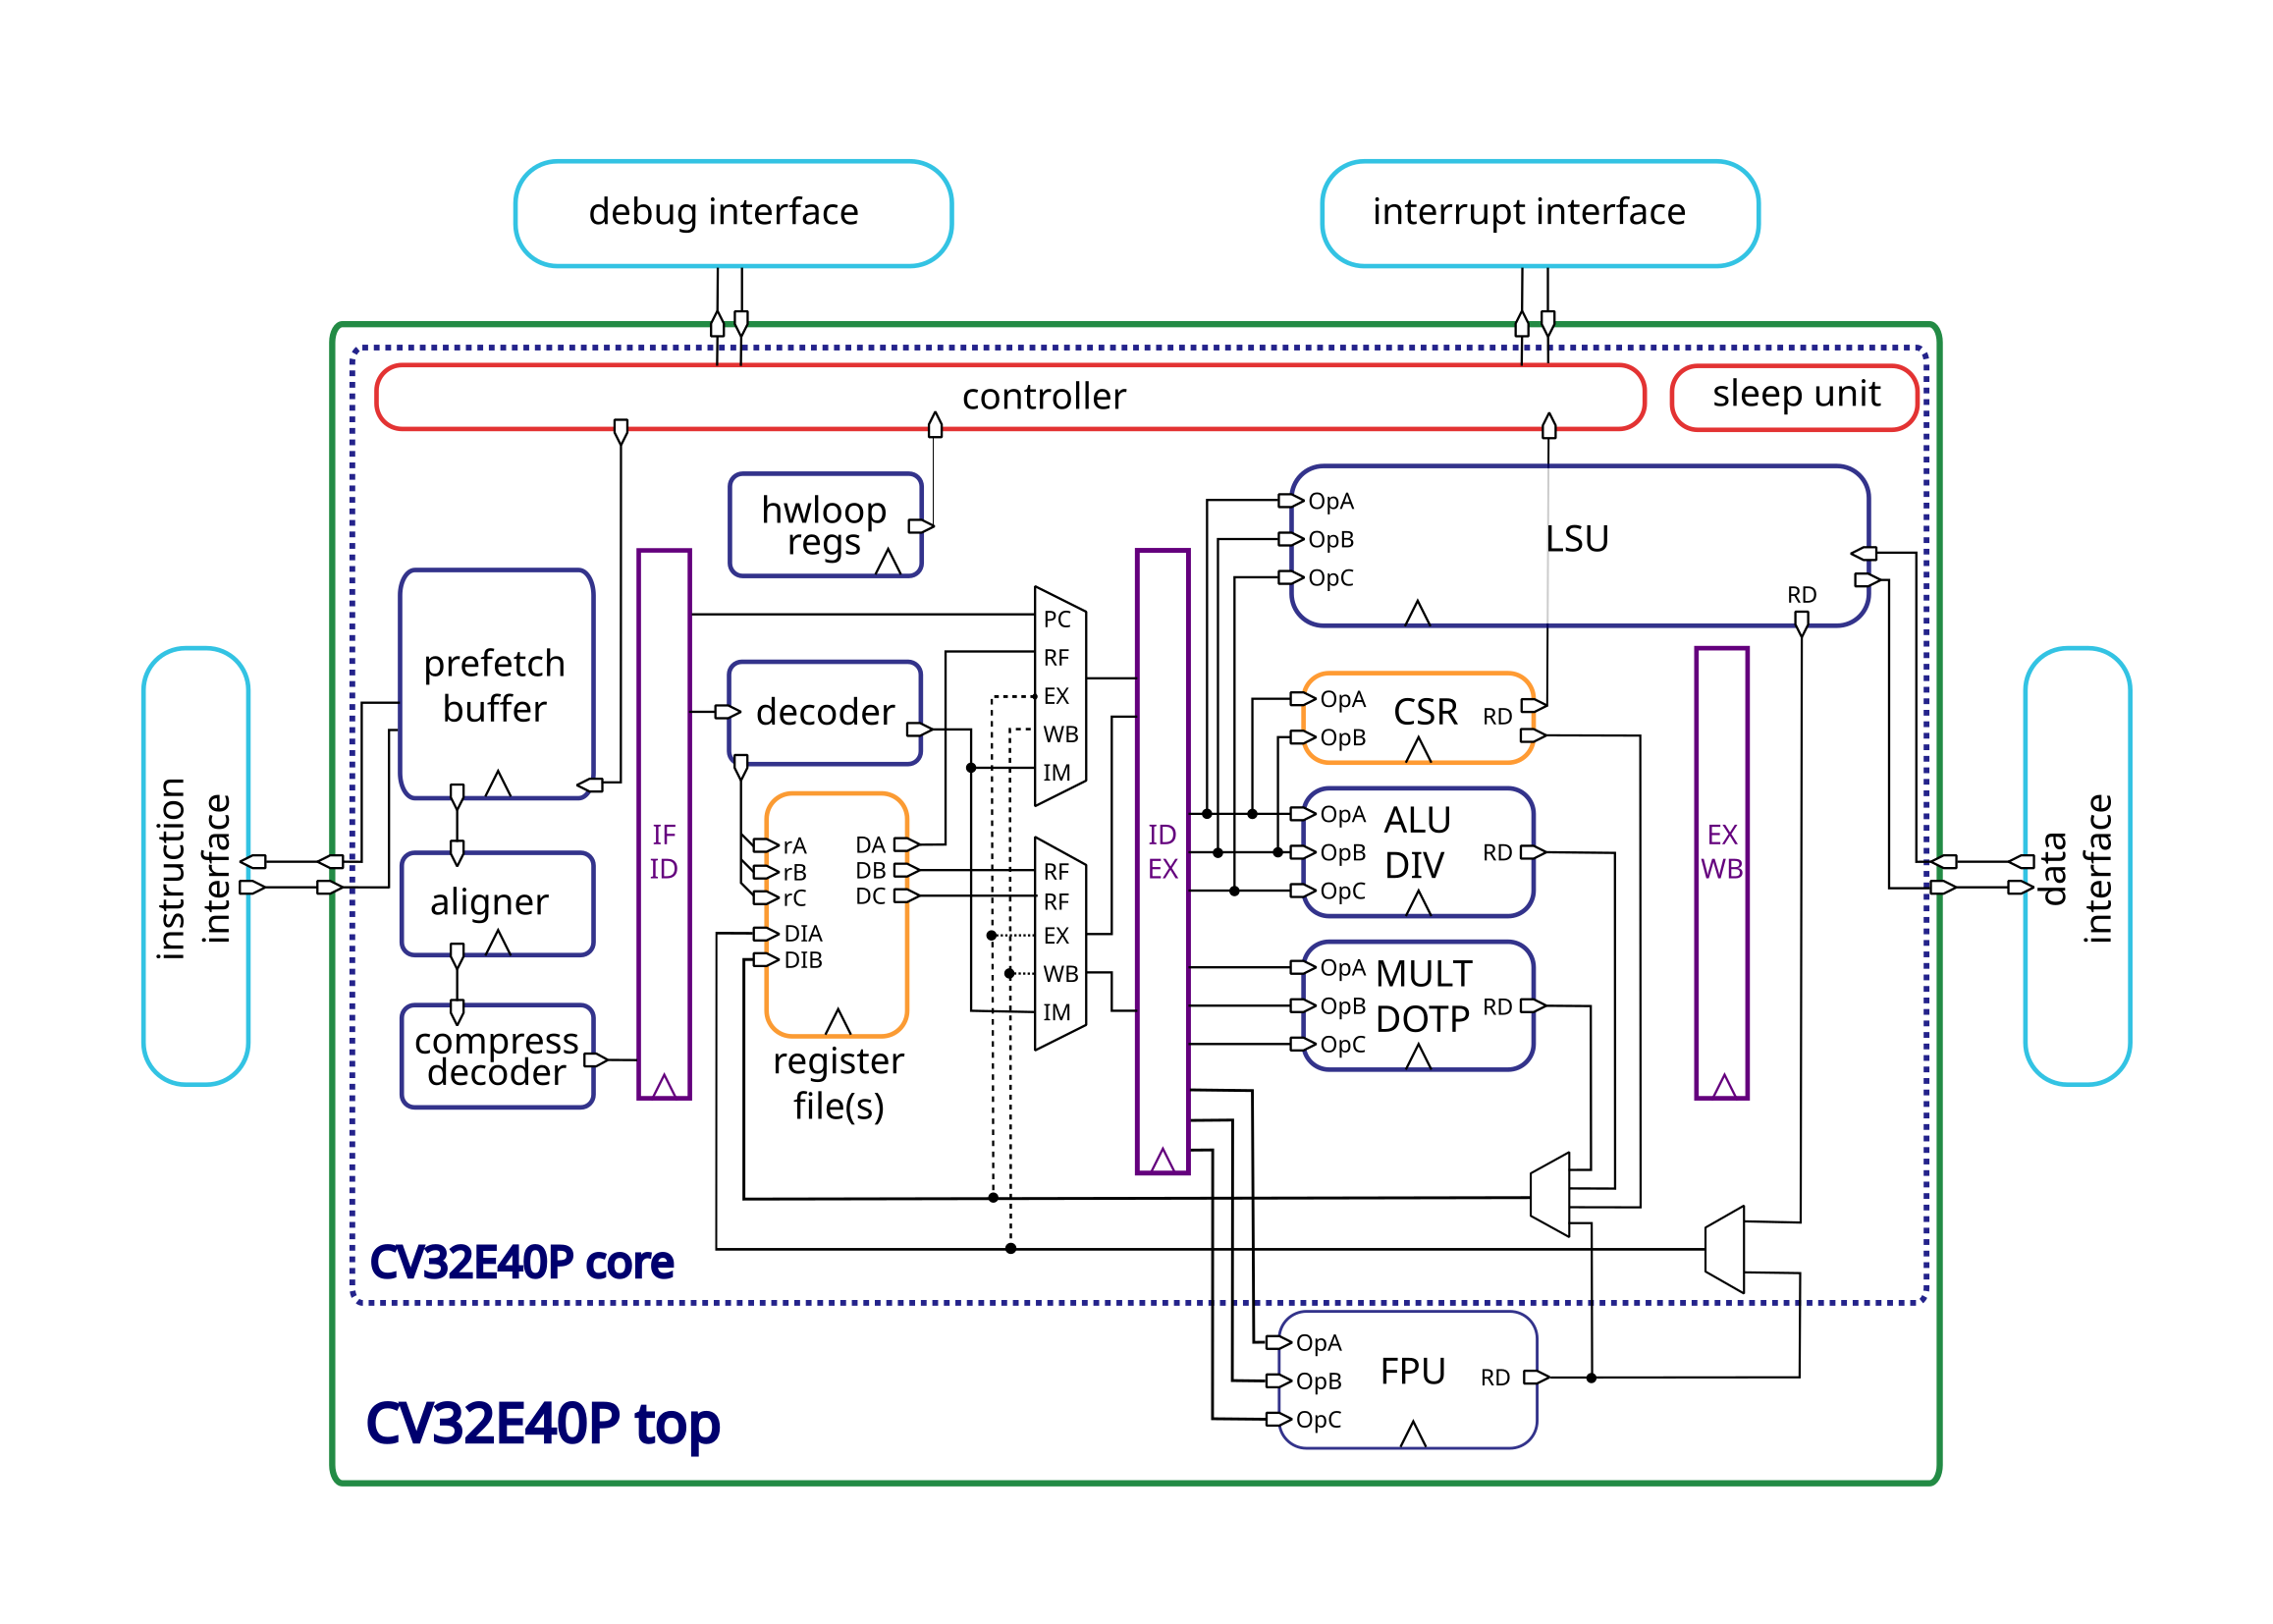 debug interface
interrupt interface
controller
sleep unit
hwloop
regs
OpA
OpB
OpC
LSU
RD
prefetch
buffer
instruction
interface
aligner
compress
decoder
IF
ID
decoder
rA
rB
rC
DIA
DIB
DA
DB
DC
register
file(s)
PC
RF
EX
WB
IM
RF
RF
EX
WB
IM
ID
EX
OpA
OpB
CSR
RD
OpA
OpB
OpC
ALU
DIV
RD
OpA
OpB
OpC
MULT
DOTP
RD
EX
WB
data
interface
CV32E40P core
OpA
OpB
OpC
FPU
RD
CV32E40P top